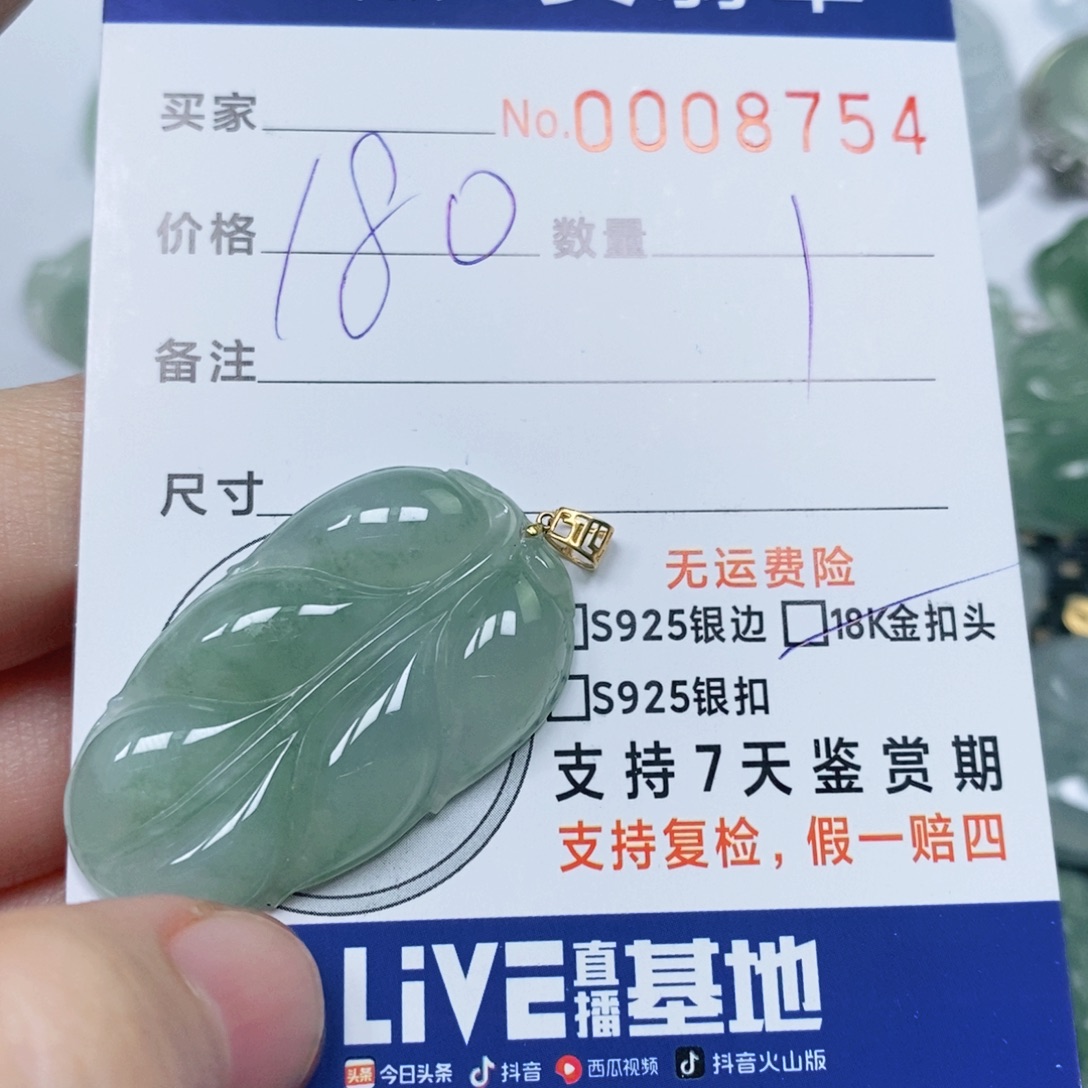 买家 No.0008754
价格 180 数量 1
备注
尺寸
无运费险
S925银边 18K金扣头
S925银扣
支持7天鉴赏期
支持复检，假一赔四
LiVE直播基地
头条 今日头条 抖音 西瓜视频 抖音火山版